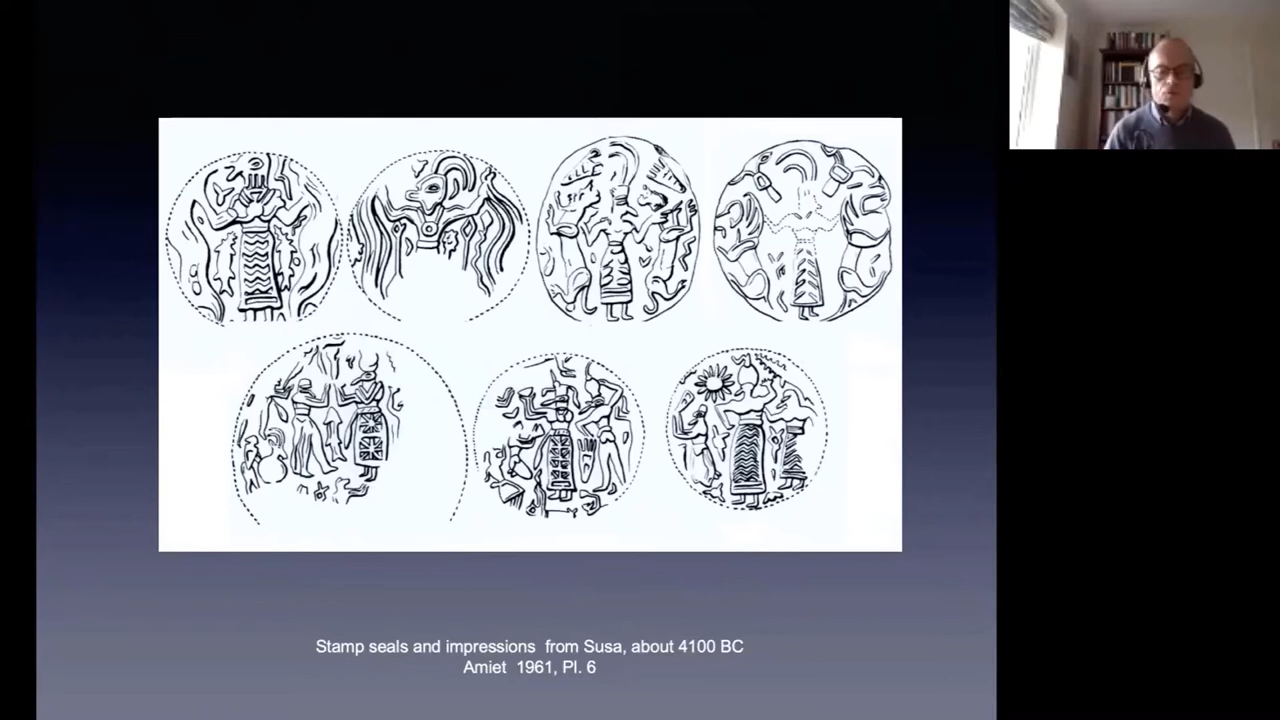 Stamp seals and impressions from Susa, about 4100 BC
Amiet 1961, Pl. 6